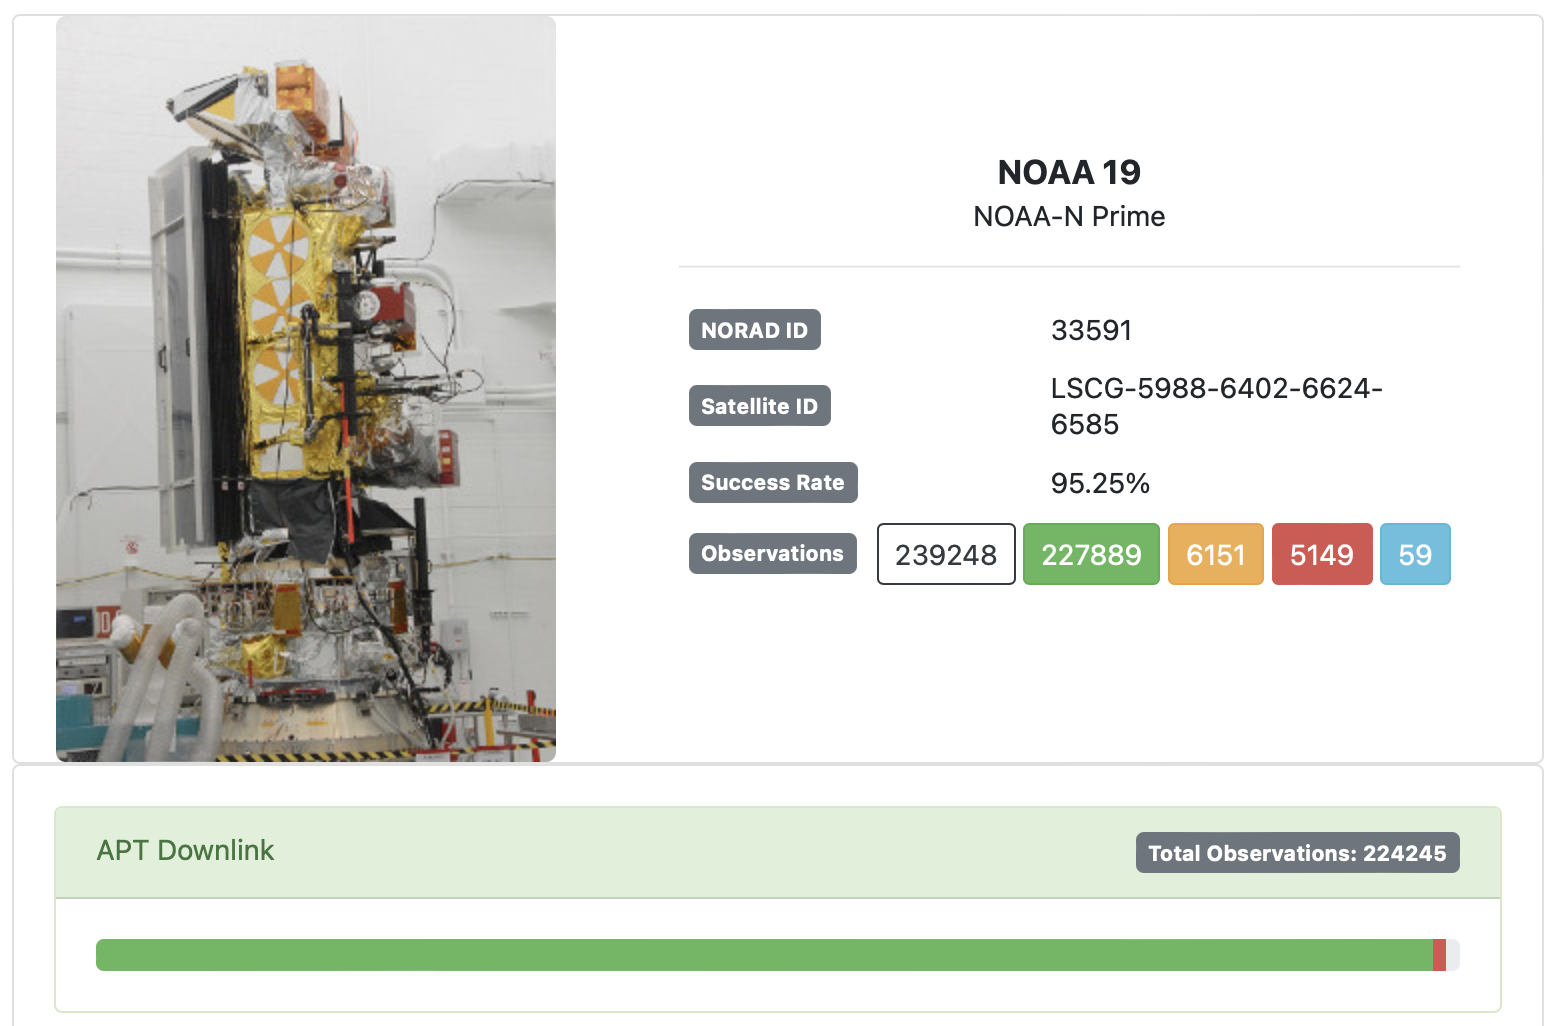 NOAA 19
NOAA-N Prime
NORAD ID 33591
Satellite ID LSCG-5988-6402-6624-
6585
Success Rate 95.25%
Observations 239248 227889 6151 5149 59
APT Downlink Total Observations: 224245